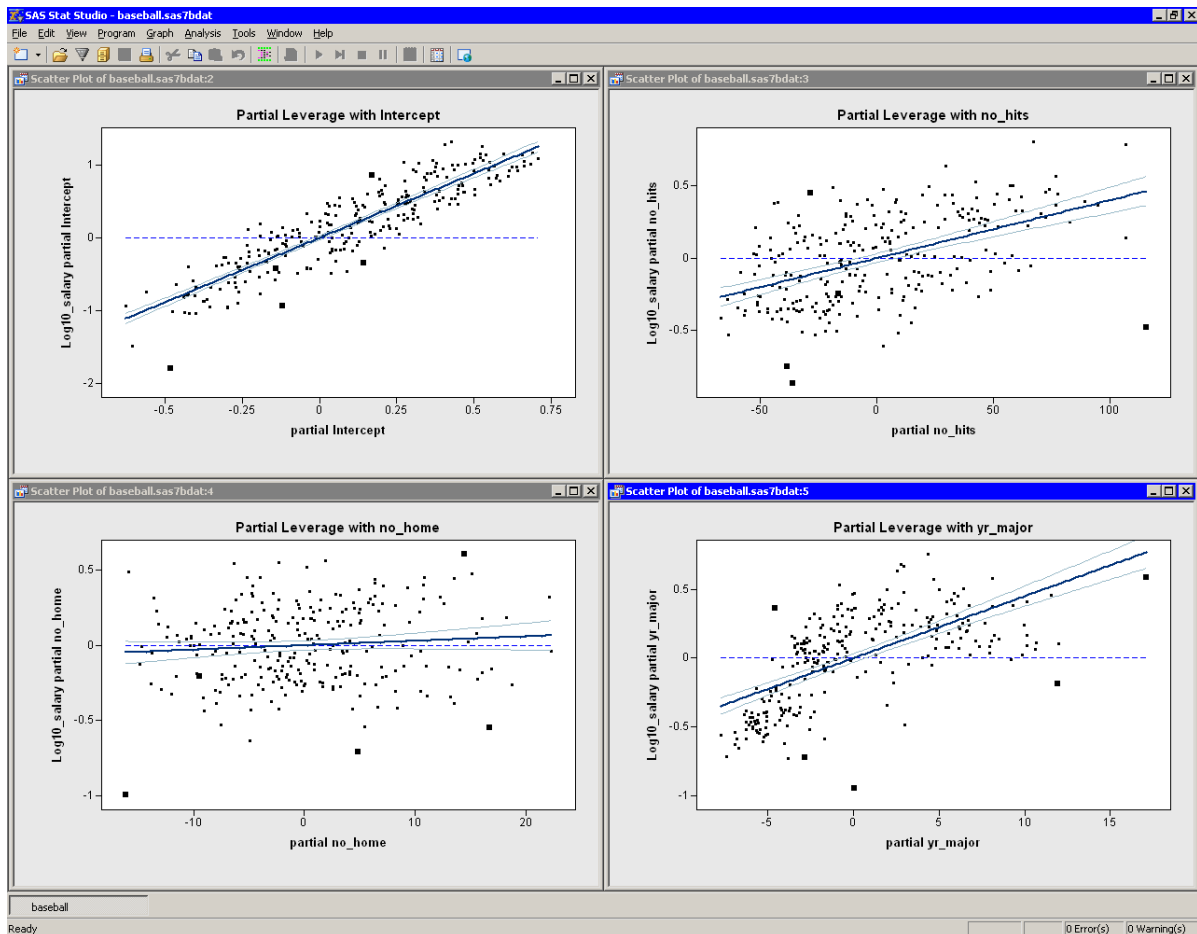 SAS Stat Studio - baseball.sas7bdat
File Edit View Program Graph Analysis Tools Window Help
Scatter Plot of baseball.sas7bdat:2
Partial Leverage with Intercept
Log10_salary partial Intercept
1
0
-1
-2
-0.5 -0.25 0 0.25 0.5 0.75
partial Intercept
Scatter Plot of baseball.sas7bdat:3
Partial Leverage with no_hits
Log10_salary partial no_hits
0.5
0
-0.5
-50 0 50 100
partial no_hits
Scatter Plot of baseball.sas7bdat:4
Partial Leverage with no_home
Log10_salary partial no_home
0.5
0
-0.5
-1
-10 0 10 20
partial no_home
Scatter Plot of baseball.sas7bdat:5
Partial Leverage with yr_major
Log10_salary partial yr_major
0.5
0
-0.5
-1
-5 0 5 10 15
partial yr_major
baseball
Ready
0 Error(s) 0 Warning(s)